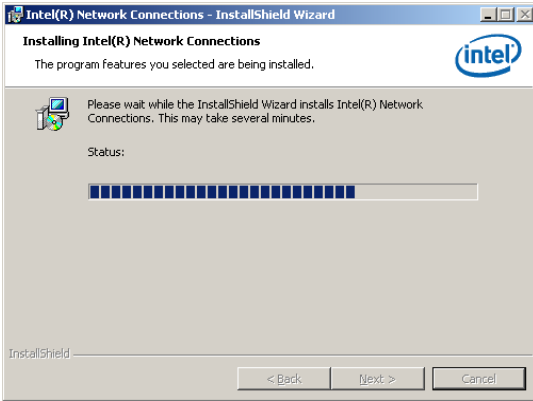 Intel(R) Network Connections - InstallShield Wizard
Installing Intel(R) Network Connections
The program features you selected are being installed.
intel
Please wait while the InstallShield Wizard installs Intel(R) Network
Connections. This may take several minutes.
Status:
InstallShield
< Back
Next >
Cancel